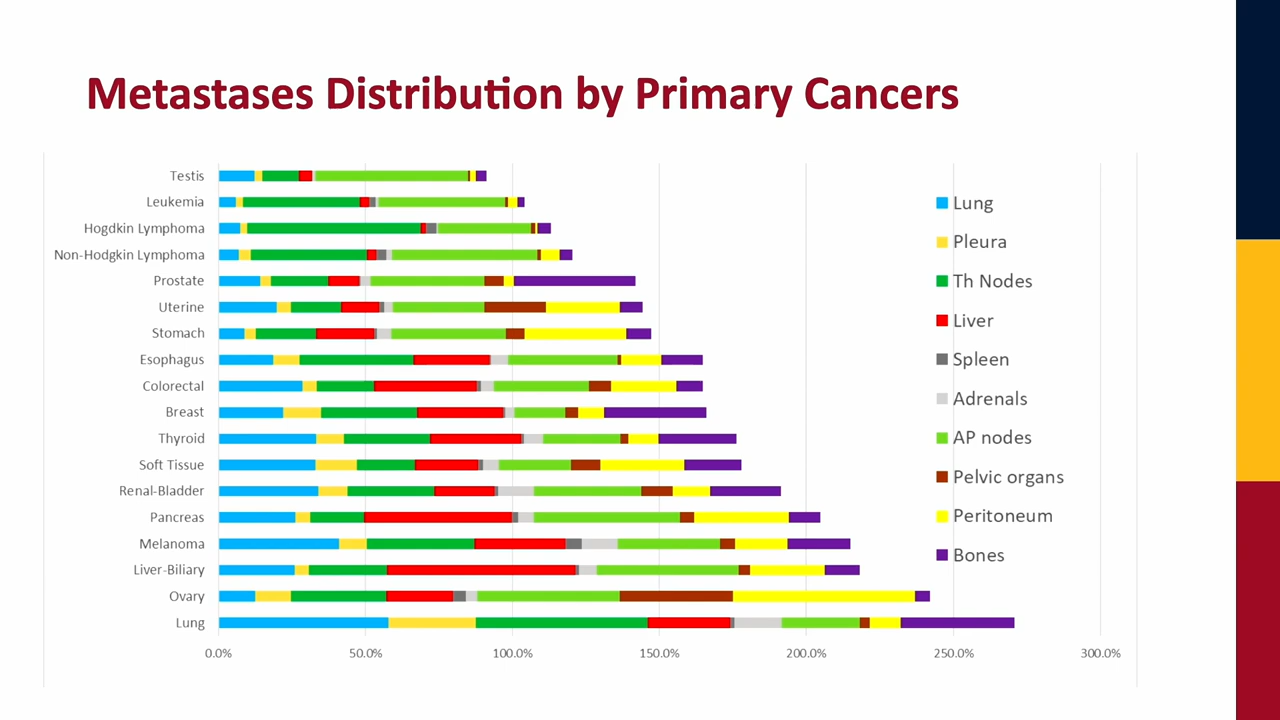 Metastases Distribution by Primary Cancers
Testis
Leukemia
Hogdkin Lymphoma
Non-Hodgkin Lymphoma
Prostate
Uterine
Stomach
Esophagus
Colorectal
Breast
Thyroid
Soft Tissue
Renal-Bladder
Pancreas
Melanoma
Liver-Biliary
Ovary
Lung
0.0% 50.0% 100.0% 150.0% 200.0% 250.0% 300.0%
Lung
Pleura
Th Nodes
Liver
Spleen
Adrenals
AP nodes
Pelvic organs
Peritoneum
Bones